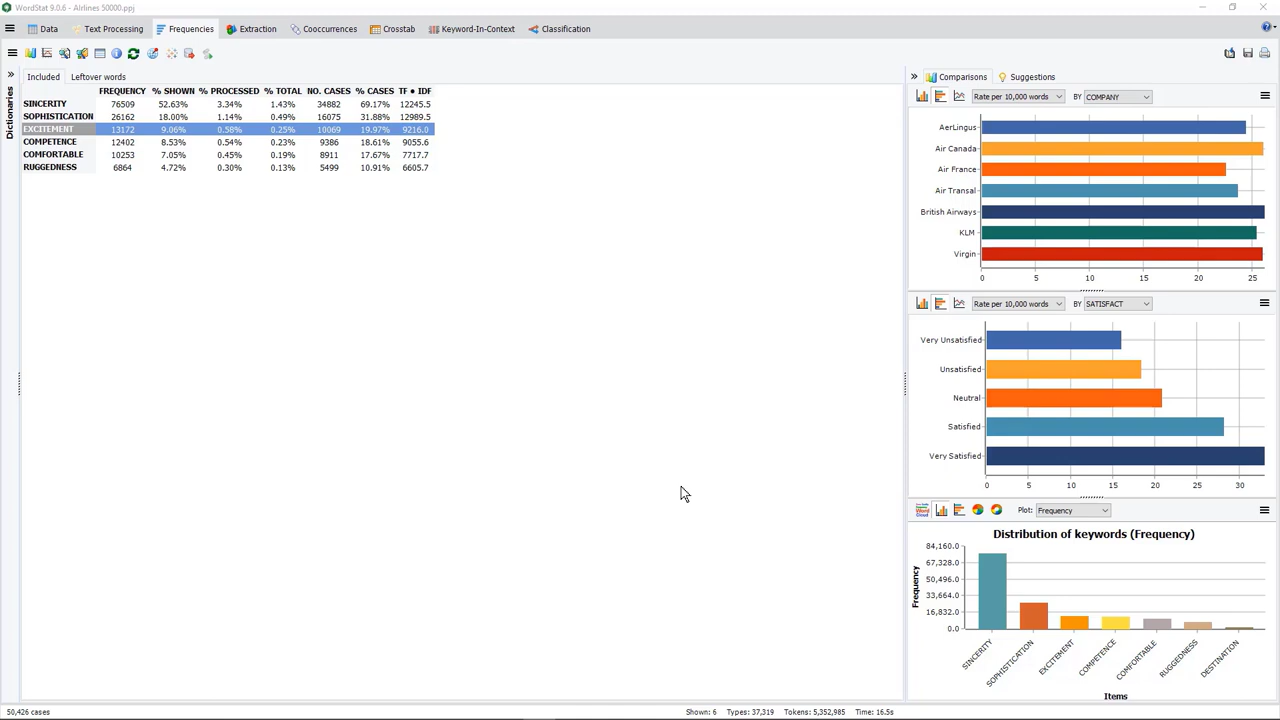 WordStat 9.0.6 - AIrlines 50000.ppj
Data Text Processing Frequencies Extraction Cooccurrences Crosstab Keyword-In-Context Classification
Dictionaries
Included Leftover words
FREQUENCY % SHOWN % PROCESSED % TOTAL NO. CASES % CASES TF • IDF
SINCERITY 76509 52.63% 3.34% 1.43% 34882 69.17% 12245.5
SOPHISTICATION 26162 18.00% 1.14% 0.49% 16075 31.88% 12989.5
EXCITEMENT 13172 9.06% 0.58% 0.25% 10069 19.97% 9216.0
COMPETENCE 12402 8.53% 0.54% 0.23% 9386 18.61% 9055.6
COMFORTABLE 10253 7.05% 0.45% 0.19% 8911 17.67% 7717.7
RUGGEDNESS 6864 4.72% 0.30% 0.13% 5499 10.91% 6605.7
Comparisons Suggestions
Rate per 10,000 words BY COMPANY
AerLingus
Air Canada
Air France
Air Transal
British Airways
KLM
Virgin
0 5 10 15 20 25
Rate per 10,000 words BY SATISFACT
Very Unsatisfied
Unsatisfied
Neutral
Satisfied
Very Satisfied
0 5 10 15 20 25 30
Plot: Frequency
Distribution of keywords (Frequency)
Frequency
84,160.0
67,328.0
50,496.0
33,664.0
16,832.0
0.0
SINCERITY SOPHISTICATION EXCITEMENT COMPETENCE COMFORTABLE RUGGEDNESS DESTINATION
Items
50,426 cases Shown: 6 Types: 37,319 Tokens: 5,352,985 Time: 16.5s